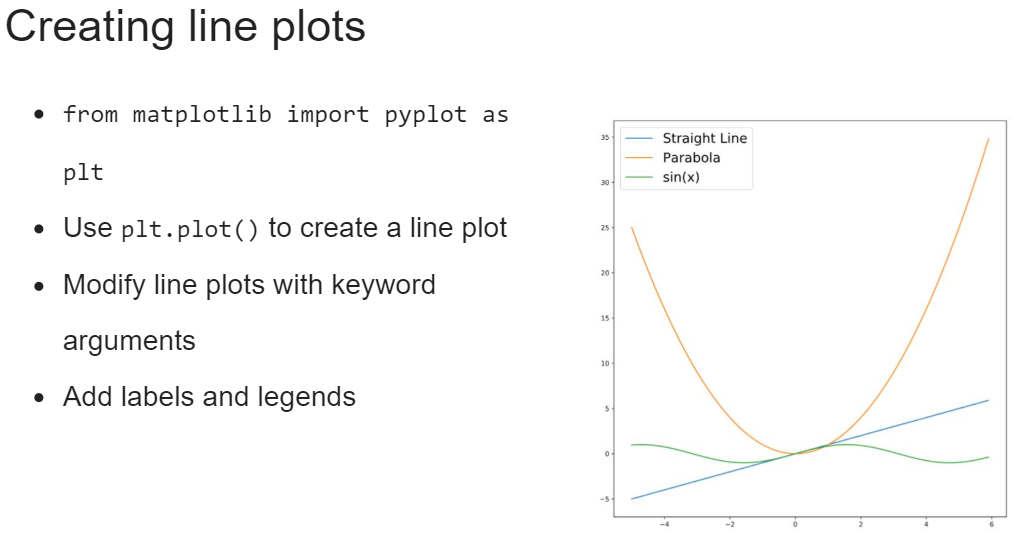 Creating line plots
• from matplotlib import pyplot as
plt
• Use plt.plot() to create a line plot
• Modify line plots with keyword
arguments
• Add labels and legends
Straight Line
Parabola
sin(x)
35
30
25
20
15
10
5
0
−5
−4 −2 0 2 4 6